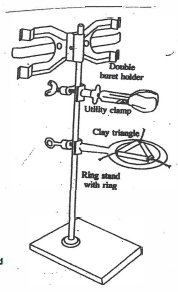 Double
buret holder
Utility clamp
Clay triangle
Ring stand
with ring